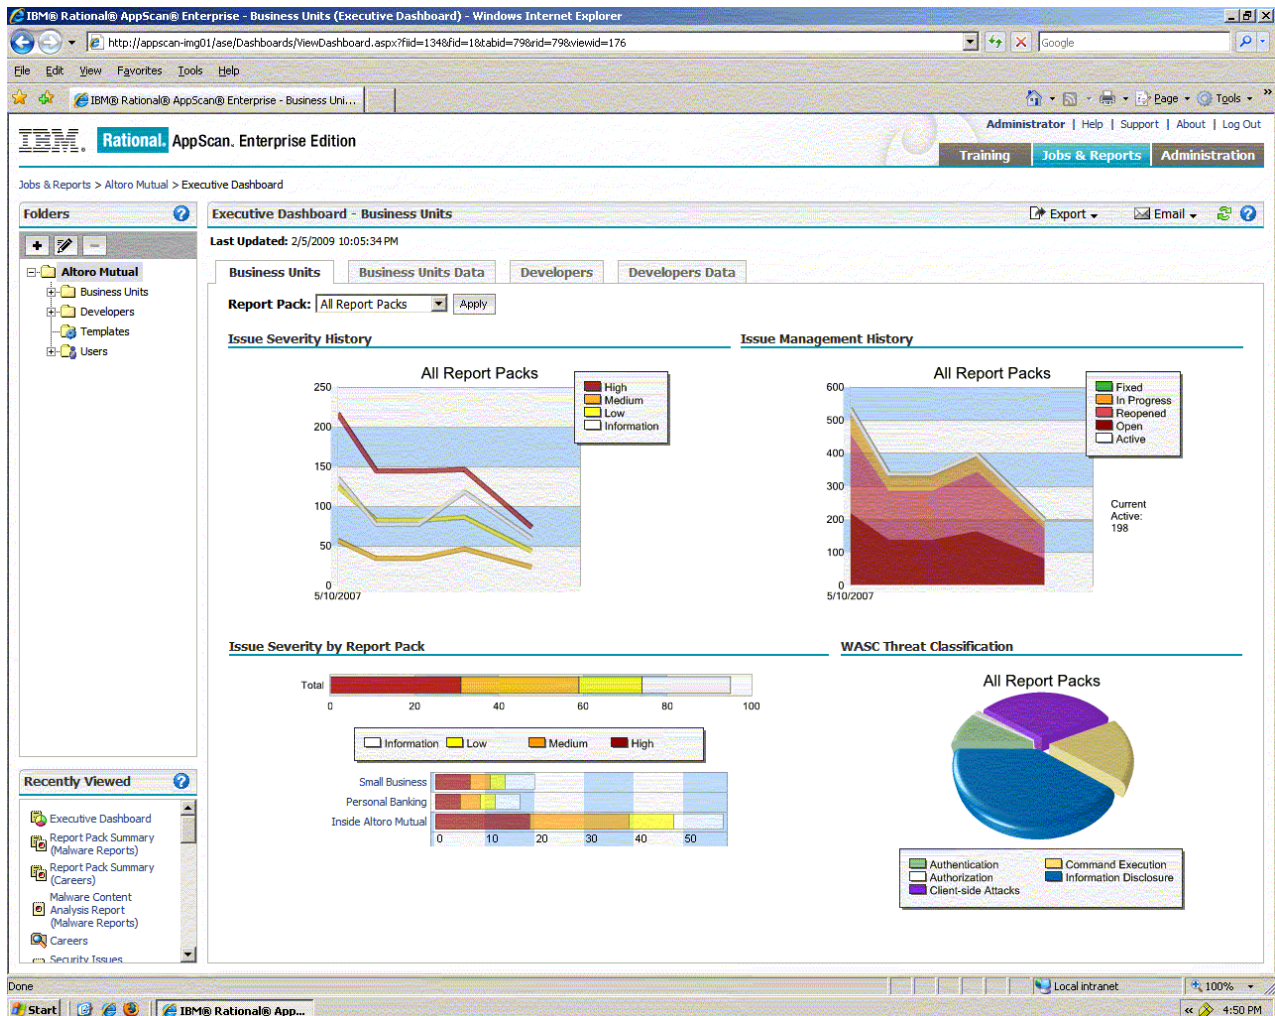 IBM® Rational® AppScan® Enterprise - Business Units (Executive Dashboard) - Windows Internet Explorer
http://appscan-img01/ase/Dashboards/ViewDashboard.aspx?fiid=134&fid=1&tabid=79&rid=79&viewid=176
Google
File Edit View Favorites Tools Help
IBM® Rational® AppScan® Enterprise - Business Uni...
Page Tools »
Administrator | Help | Support | About | Log Out
IBM. Rational. AppScan. Enterprise Edition
Training Jobs & Reports Administration
Jobs & Reports > Altoro Mutual > Executive Dashboard
Folders ?
Altoro Mutual
Business Units
Developers
Templates
Users
Executive Dashboard - Business Units
Export Email ?
Last Updated: 2/5/2009 10:05:34 PM
Business Units Business Units Data Developers Developers Data
Report Pack: All Report Packs Apply
Issue Severity History
All Report Packs
High
Medium
Low
Information
250
200
150
100
50
0
5/10/2007
Issue Management History
All Report Packs
Fixed
In Progress
Reopened
Open
Active
600
500
400
300
200
100
0
5/10/2007
Current
Active:
198
Issue Severity by Report Pack
Total
0 20 40 60 80 100
Information Low Medium High
Small Business
Personal Banking
Inside Altoro Mutual
0 10 20 30 40 50
WASC Threat Classification
All Report Packs
Authentication
Authorization
Client-side Attacks
Command Execution
Information Disclosure
Recently Viewed ?
Executive Dashboard
Report Pack Summary
(Malware Reports)
Report Pack Summary
(Careers)
Malware Content
Analysis Report
(Malware Reports)
Careers
Security Issues
Done
Local intranet
100%
Start
IBM® Rational® App...
« 4:50 PM